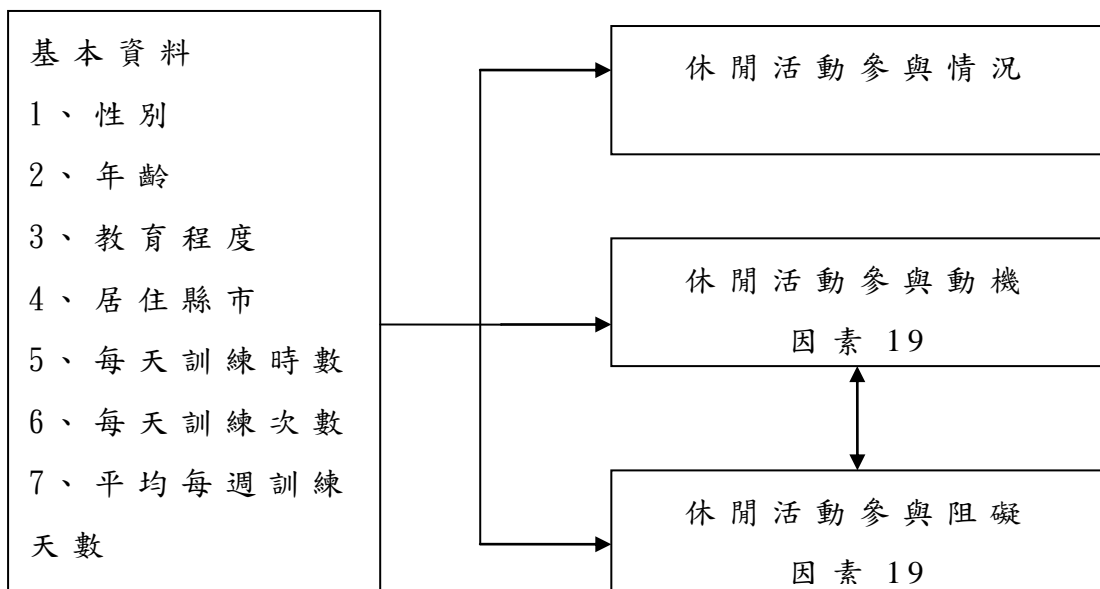 基本資料
1、性別
2、年齡
3、教育程度
4、居住縣市
5、每天訓練時數
6、每天訓練次數
7、平均每週訓練
天數
休閒活動參與情況
休閒活動參與動機
因素 19
休閒活動參與阻礙
因素 19